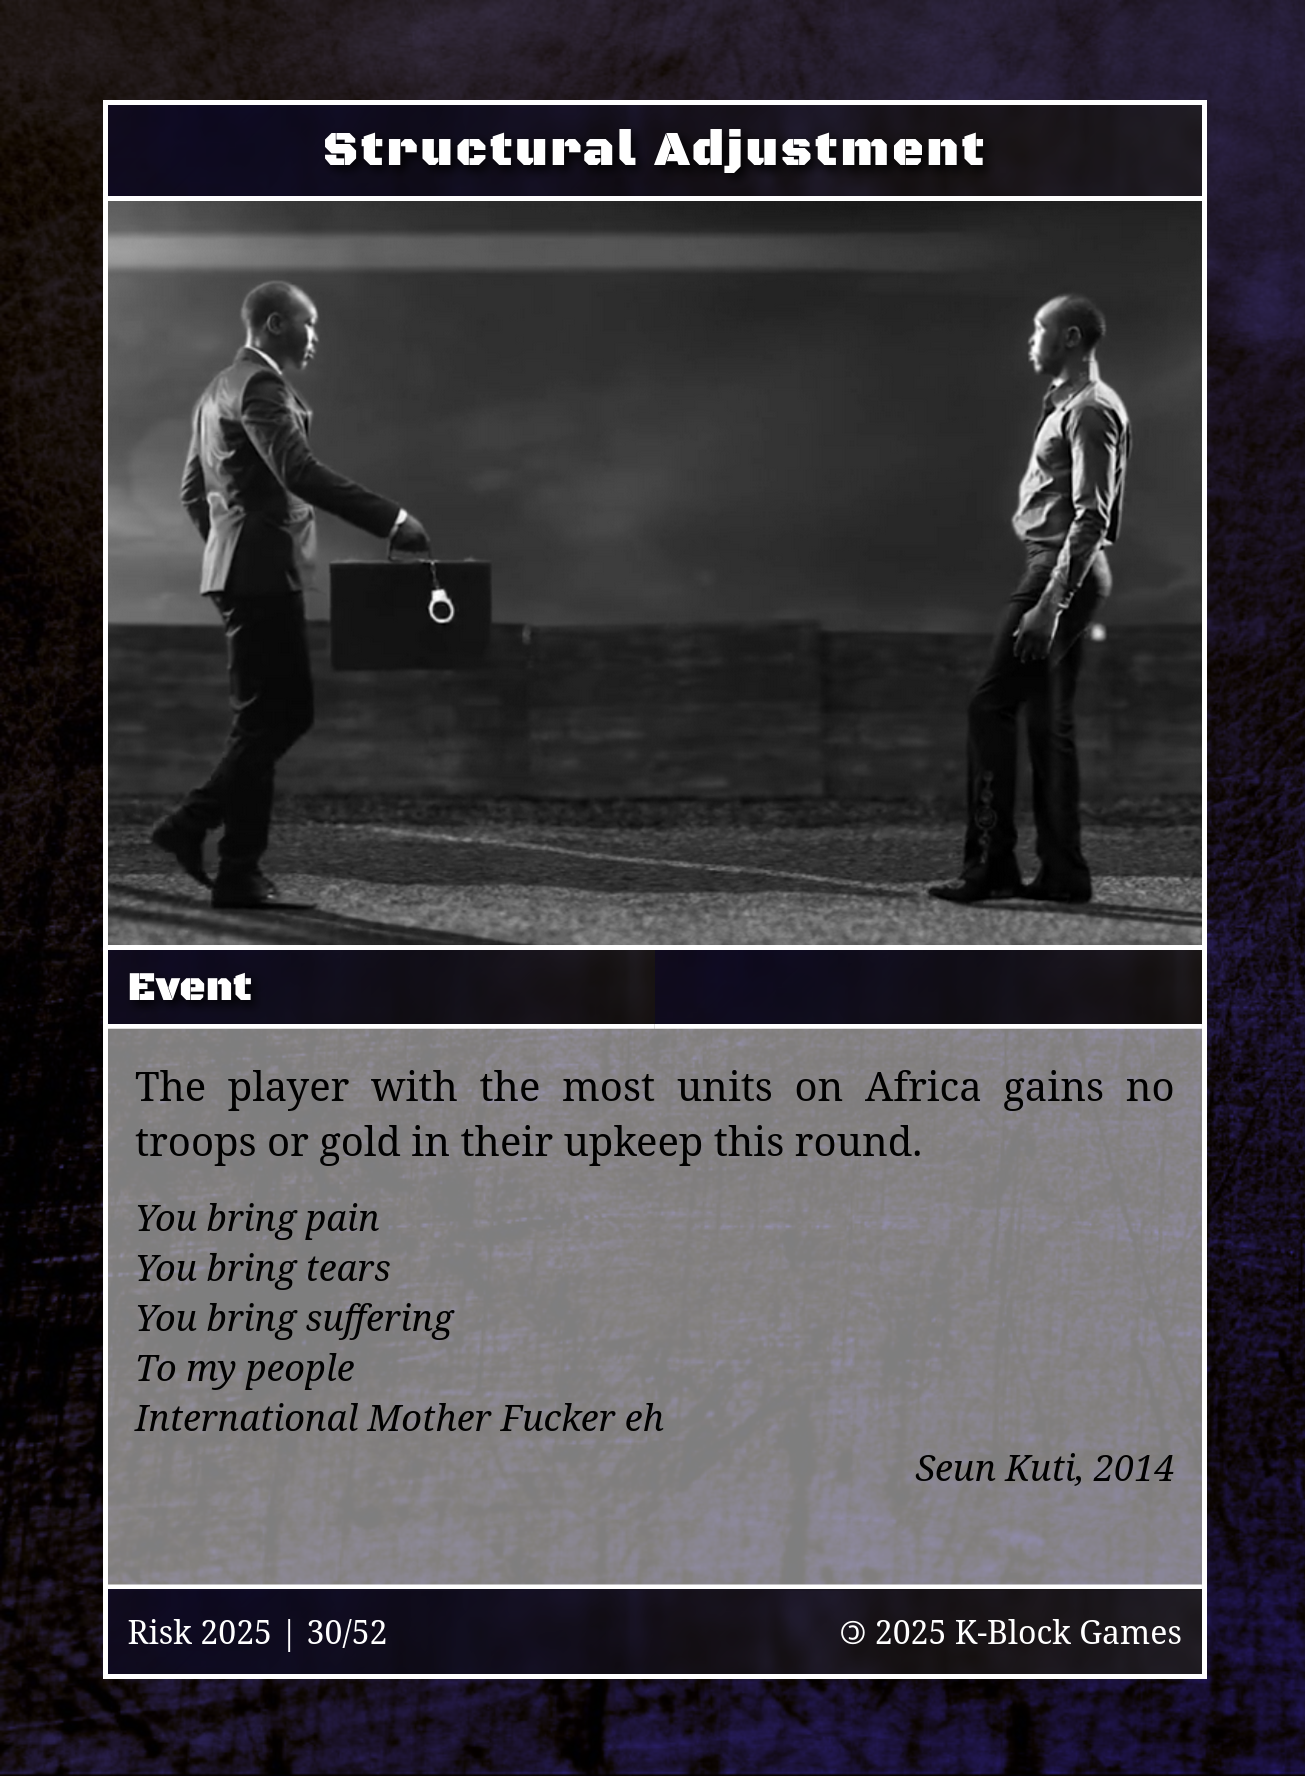 Structural Adjustment
Event
The player with the most units on Africa gains no
troops or gold in their upkeep this round.
You bring pain
You bring tears
You bring suffering
To my people
International Mother Fucker eh
Seun Kuti, 2014
Risk 2025 | 30/52
🄯 2025 K-Block Games